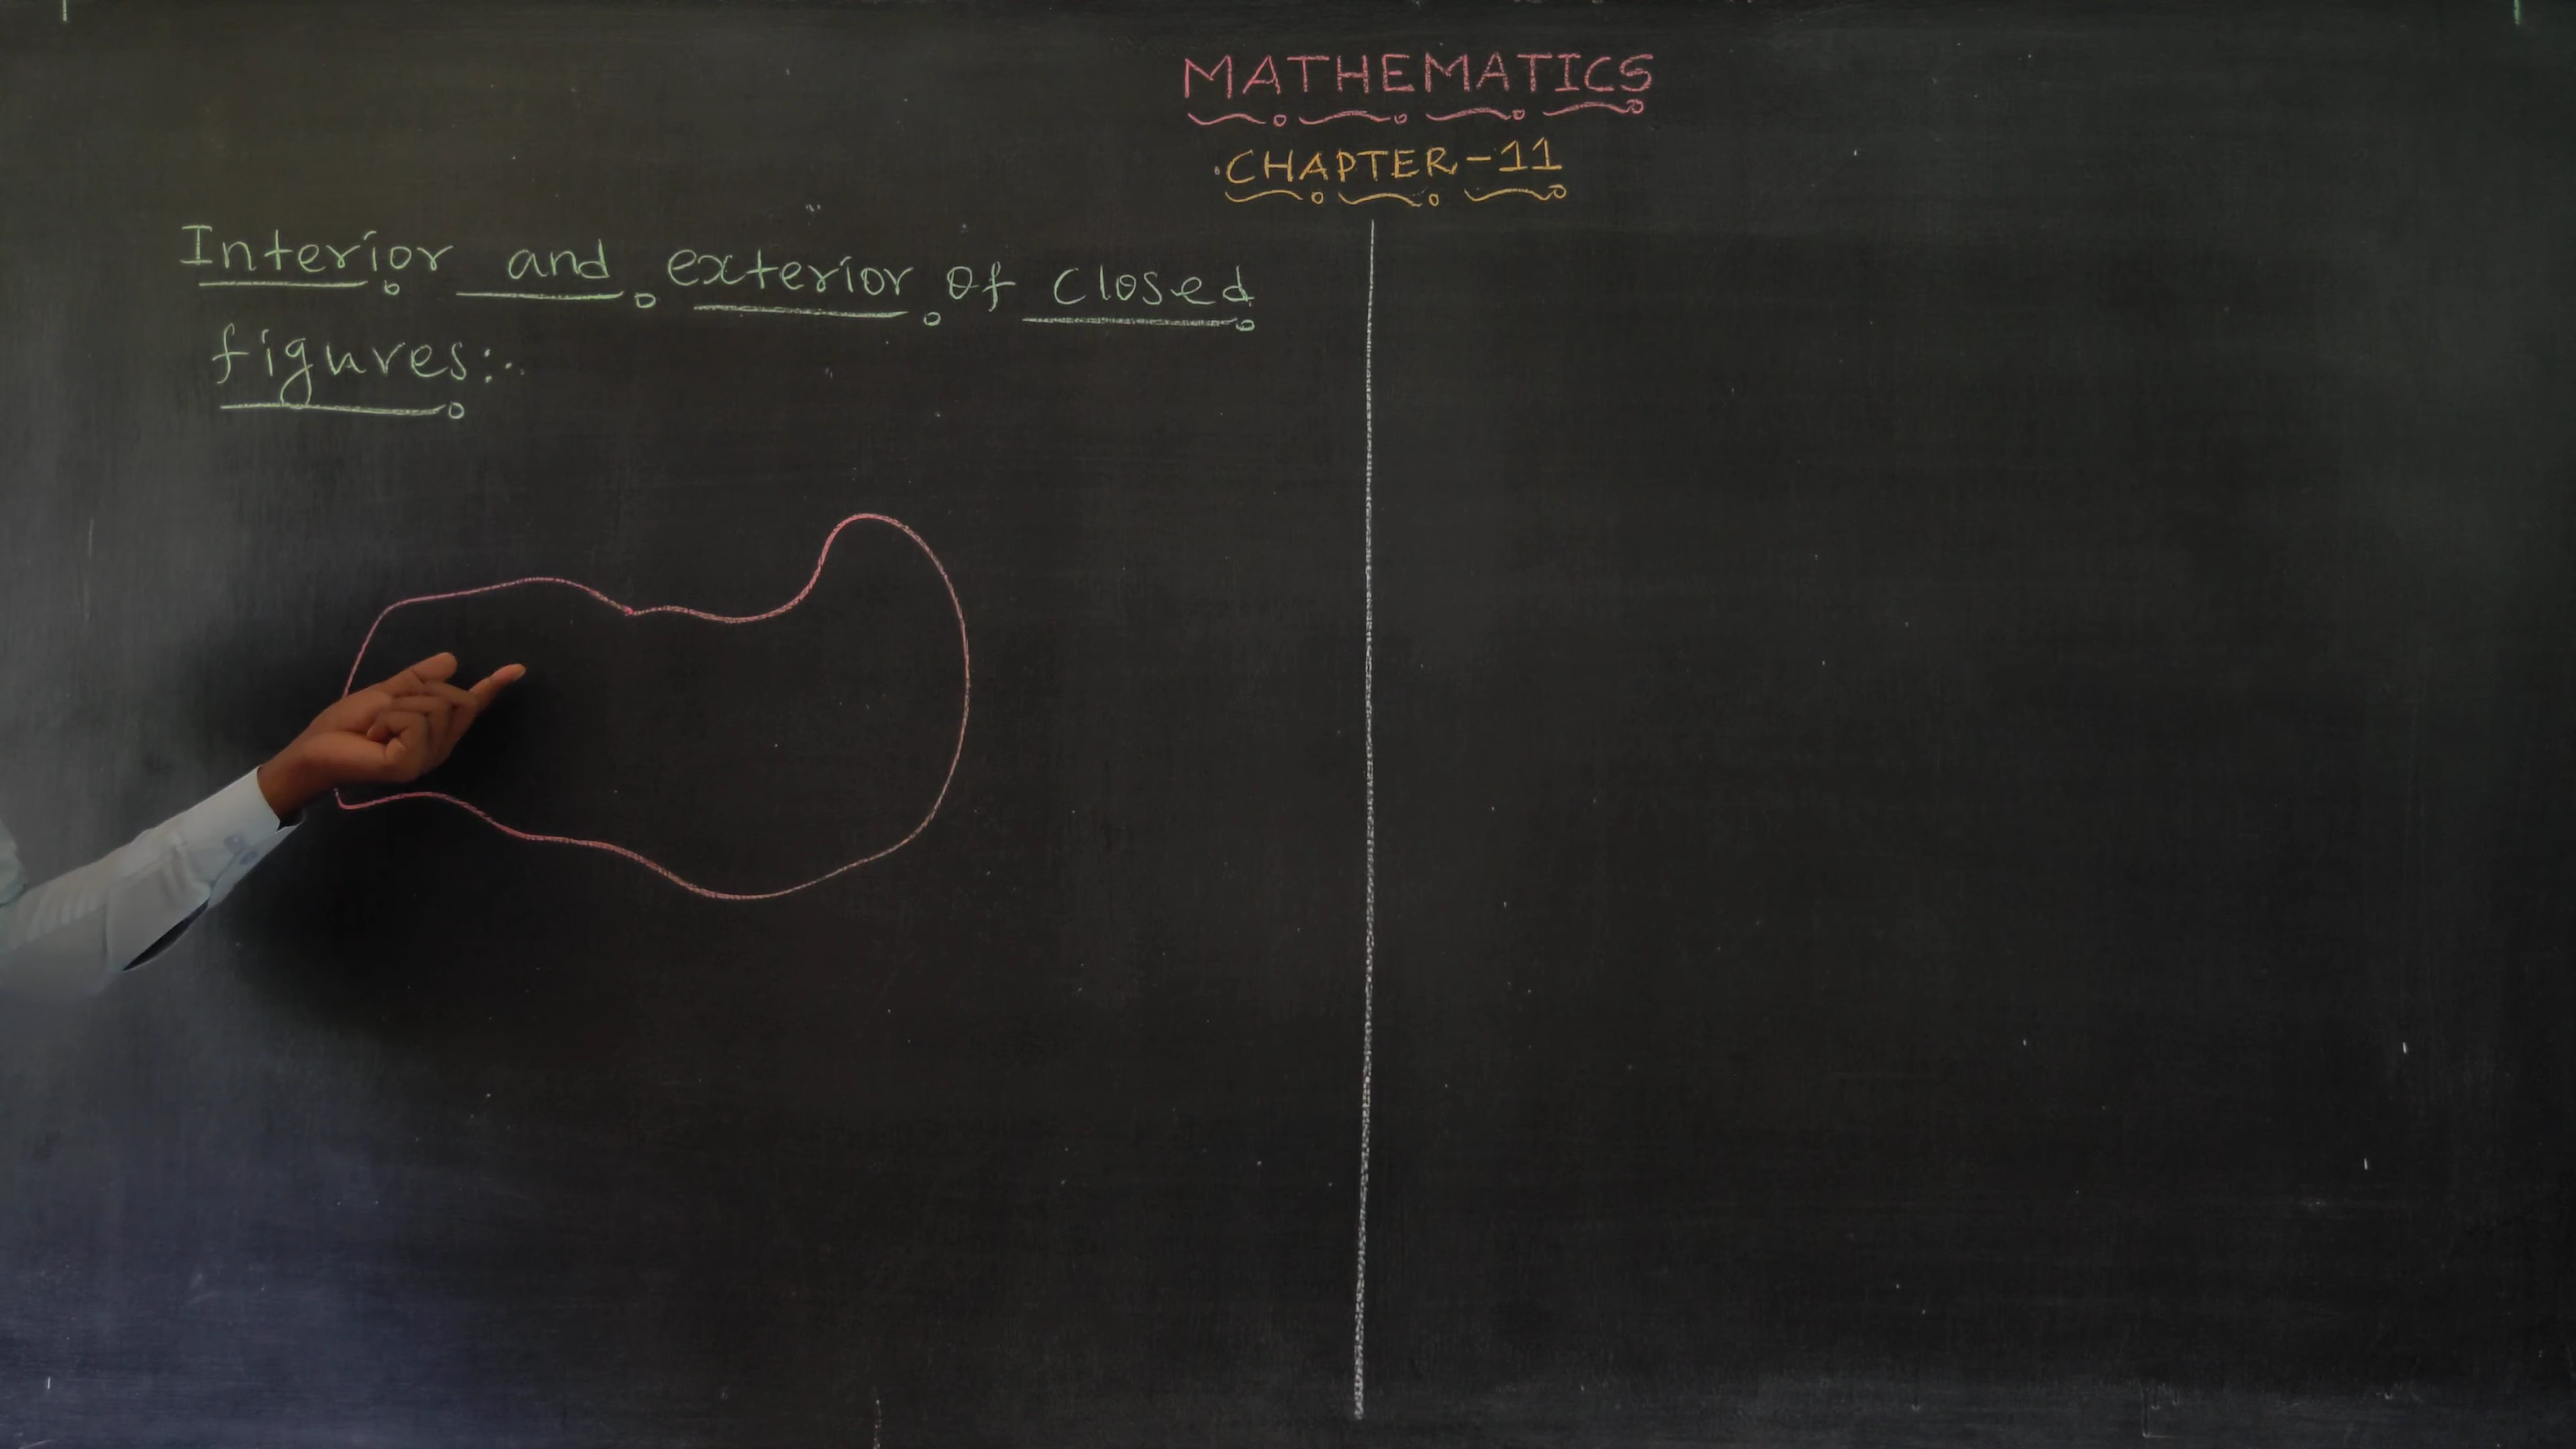 MATHEMATICS
CHAPTER-11
Interior and exterior of closed
figures:-